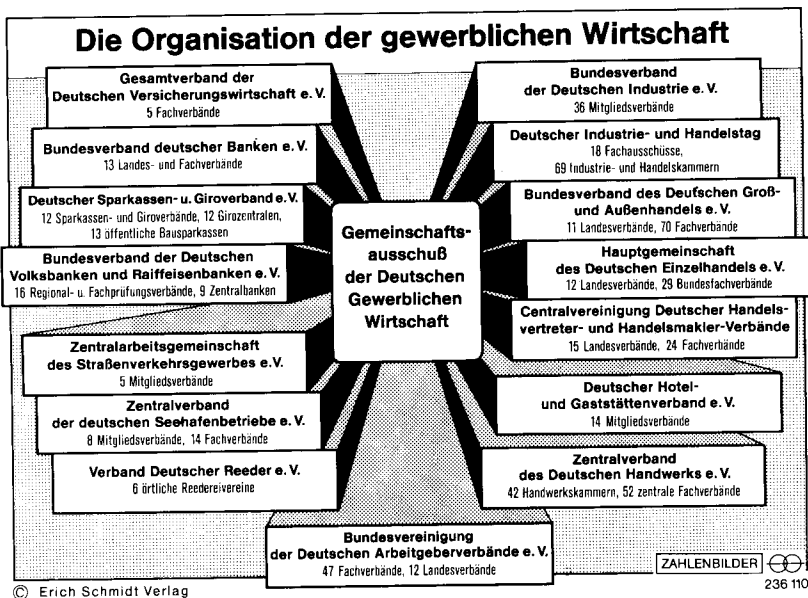 Die Organisation der gewerblichen Wirtschaft
Gesamtverband der
Deutschen Versicherungswirtschaft e. V.
5 Fachverbände
Bundesverband deutscher Banken e. V.
13 Landes- und Fachverbände
Deutscher Sparkassen- u. Giroverband e. V.
12 Sparkassen- und Giroverbände, 12 Girozentralen,
13 öffentliche Bausparkassen
Bundesverband der Deutschen
Volksbanken und Raiffeisenbanken e. V.
16 Regional- u. Fachprüfungsverbände, 9 Zentralbanken
Zentralarbeitsgemeinschaft
des Straßenverkehrsgewerbes e. V.
5 Mitgliedsverbände
Zentralverband
der deutschen Seehafenbetriebe e. V.
8 Mitgliedsverbände, 14 Fachverbände
Verband Deutscher Reeder e. V.
6 örtliche Reedereivereine
Gemeinschafts-
ausschuß
der Deutschen
Gewerblichen
Wirtschaft
Bundesverband
der Deutschen Industrie e. V.
36 Mitgliedsverbände
Deutscher Industrie- und Handelstag
18 Fachausschüsse,
69 Industrie- und Handelskammern
Bundesverband des Deutschen Groß-
und Außenhandels e. V.
11 Landesverbände, 70 Fachverbände
Hauptgemeinschaft
des Deutschen Einzelhandels e. V.
12 Landesverbände, 29 Bundesfachverbände
Centralvereinigung Deutscher Handels-
vertreter- und Handelsmakler-Verbände
15 Landesverbände, 24 Fachverbände
Deutscher Hotel-
und Gaststättenverband e. V.
14 Mitgliedsverbände
Zentralverband
des Deutschen Handwerks e. V.
42 Handwerkskammern, 52 zentrale Fachverbände
Bundesvereinigung
der Deutschen Arbeitgeberverbände e. V.
47 Fachverbände, 12 Landesverbände
ZAHLENBILDER
236 110
© Erich Schmidt Verlag